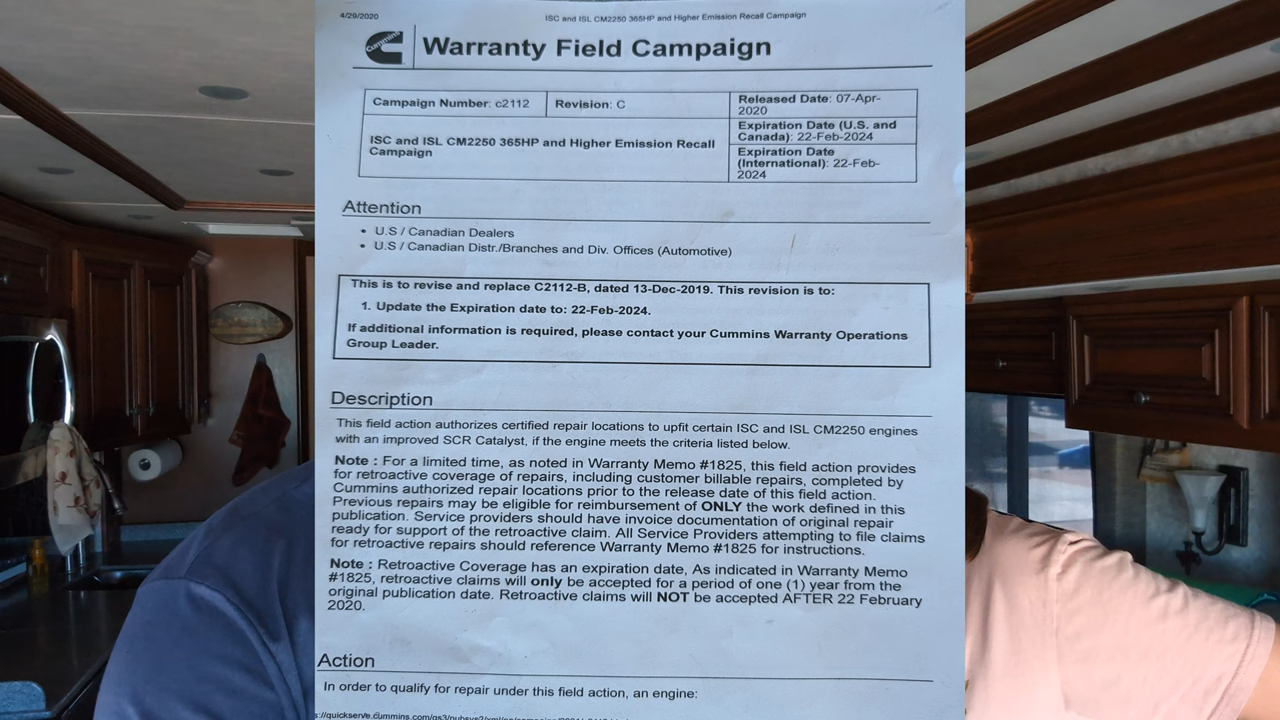 4/29/2020
ISC and ISL CM2250 365HP and Higher Emission Recall Campaign
Cummins
Warranty Field Campaign
Campaign Number: c2112
Revision: C
Released Date: 07-Apr-
2020
ISC and ISL CM2250 365HP and Higher Emission Recall
Campaign
Expiration Date (U.S. and
Canada): 22-Feb-2024
Expiration Date
(International): 22-Feb-
2024
Attention
• U.S / Canadian Dealers
• U.S / Canadian Distr./Branches and Div. Offices (Automotive)
This is to revise and replace C2112-B, dated 13-Dec-2019. This revision is to:
1. Update the Expiration date to: 22-Feb-2024.
If additional information is required, please contact your Cummins Warranty Operations
Group Leader.
Description
This field action authorizes certified repair locations to upfit certain ISC and ISL CM2250 engines
with an improved SCR Catalyst, if the engine meets the criteria listed below.
Note : For a limited time, as noted in Warranty Memo #1825, this field action provides
for retroactive coverage of repairs, including customer billable repairs, completed by
Cummins authorized repair locations prior to the release date of this field action.
Previous repairs may be eligible for reimbursement of ONLY the work defined in this
publication. Service providers should have invoice documentation of original repair
ready for support of the retroactive claim. All Service Providers attempting to file claims
for retroactive repairs should reference Warranty Memo #1825 for instructions.
Note : Retroactive Coverage has an expiration date, As indicated in Warranty Memo
#1825, retroactive claims will only be accepted for a period of one (1) year from the
original publication date. Retroactive claims will NOT be accepted AFTER 22 February
2020.
Action
In order to qualify for repair under this field action, an engine: